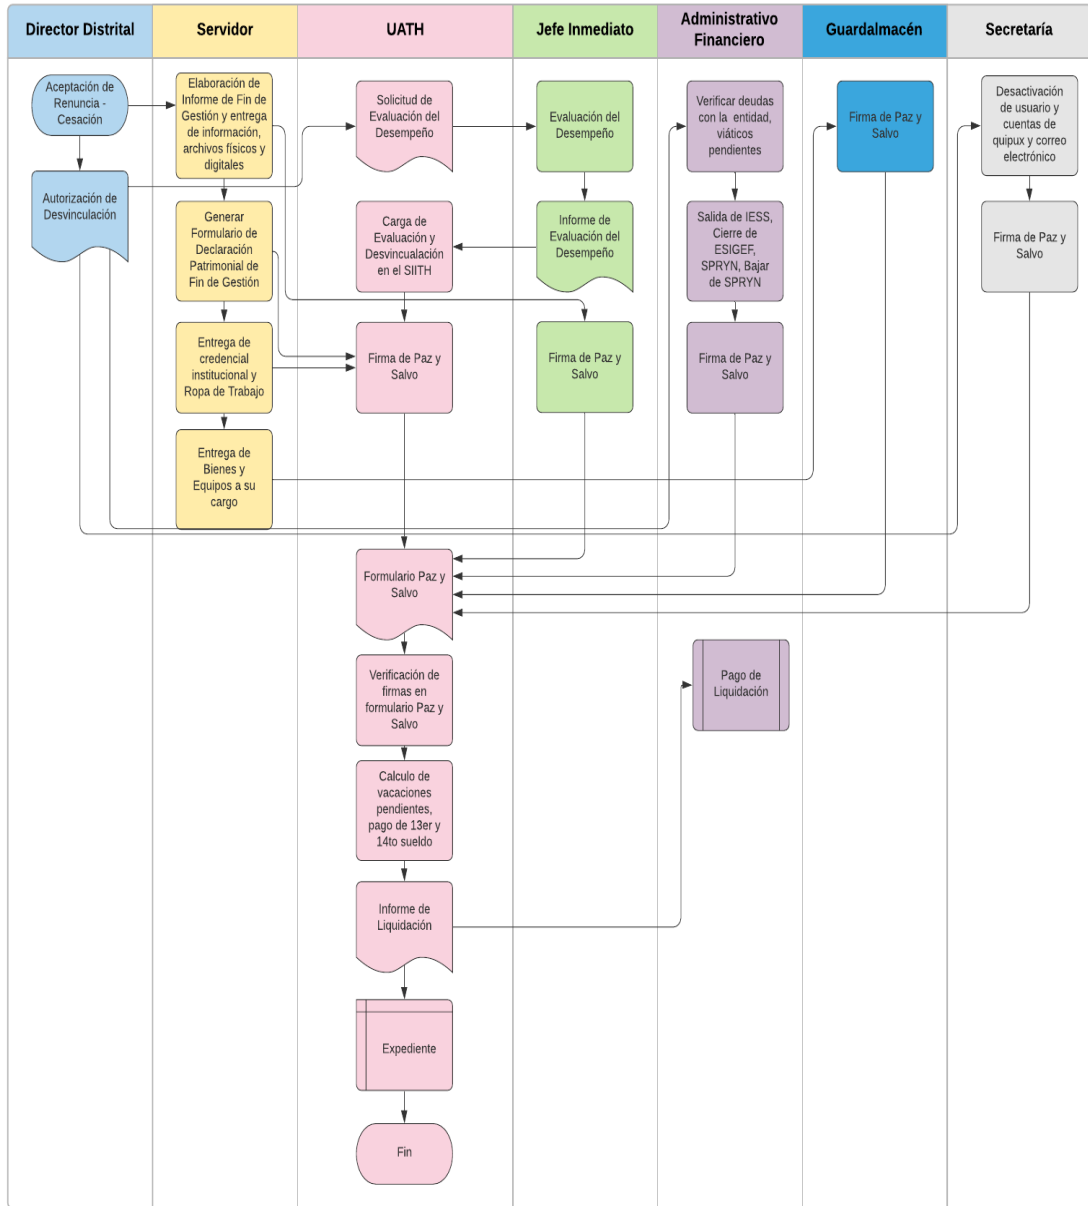 Director Distrital
Servidor
UATH
Jefe Inmediato
Administrativo
Financiero
Guardalmacén
Secretaría
Aceptación de
Renuncia -
Cesación
Autorización de
Desvinculación
Elaboración de
Informe de Fin de
Gestión y entrega
de información,
archivos físicos y
digitales
Generar
Formulario de
Declaración
Patrimonial de
Fin de Gestión
Entrega de
credencial
institucional y
Ropa de Trabajo
Entrega de
Bienes y
Equipos a su
cargo
Solicitud de
Evaluación del
Desempeño
Carga de
Evaluación y
Desvinculalación
en el SIITH
Firma de Paz y
Salvo
Formulario Paz y
Salvo
Verificación de
firmas en
formulario Paz y
Salvo
Calculo de
vacaciones
pendientes,
pago de 13er y
14to sueldo
Informe de
Liquidación
Expediente
Fin
Evaluación del
Desempeño
Informe de
Evaluación del
Desempeño
Firma de Paz y
Salvo
Verificar deudas
con la entidad,
viáticos
pendientes
Salida de IESS,
Cierre de
ESIGEF,
SPRYN, Bajar
de SPRYN
Firma de Paz y
Salvo
Pago de
Liquidación
Firma de Paz y
Salvo
Desactivación
de usuario y
cuentas de
quipux y correo
electrónico
Firma de Paz y
Salvo